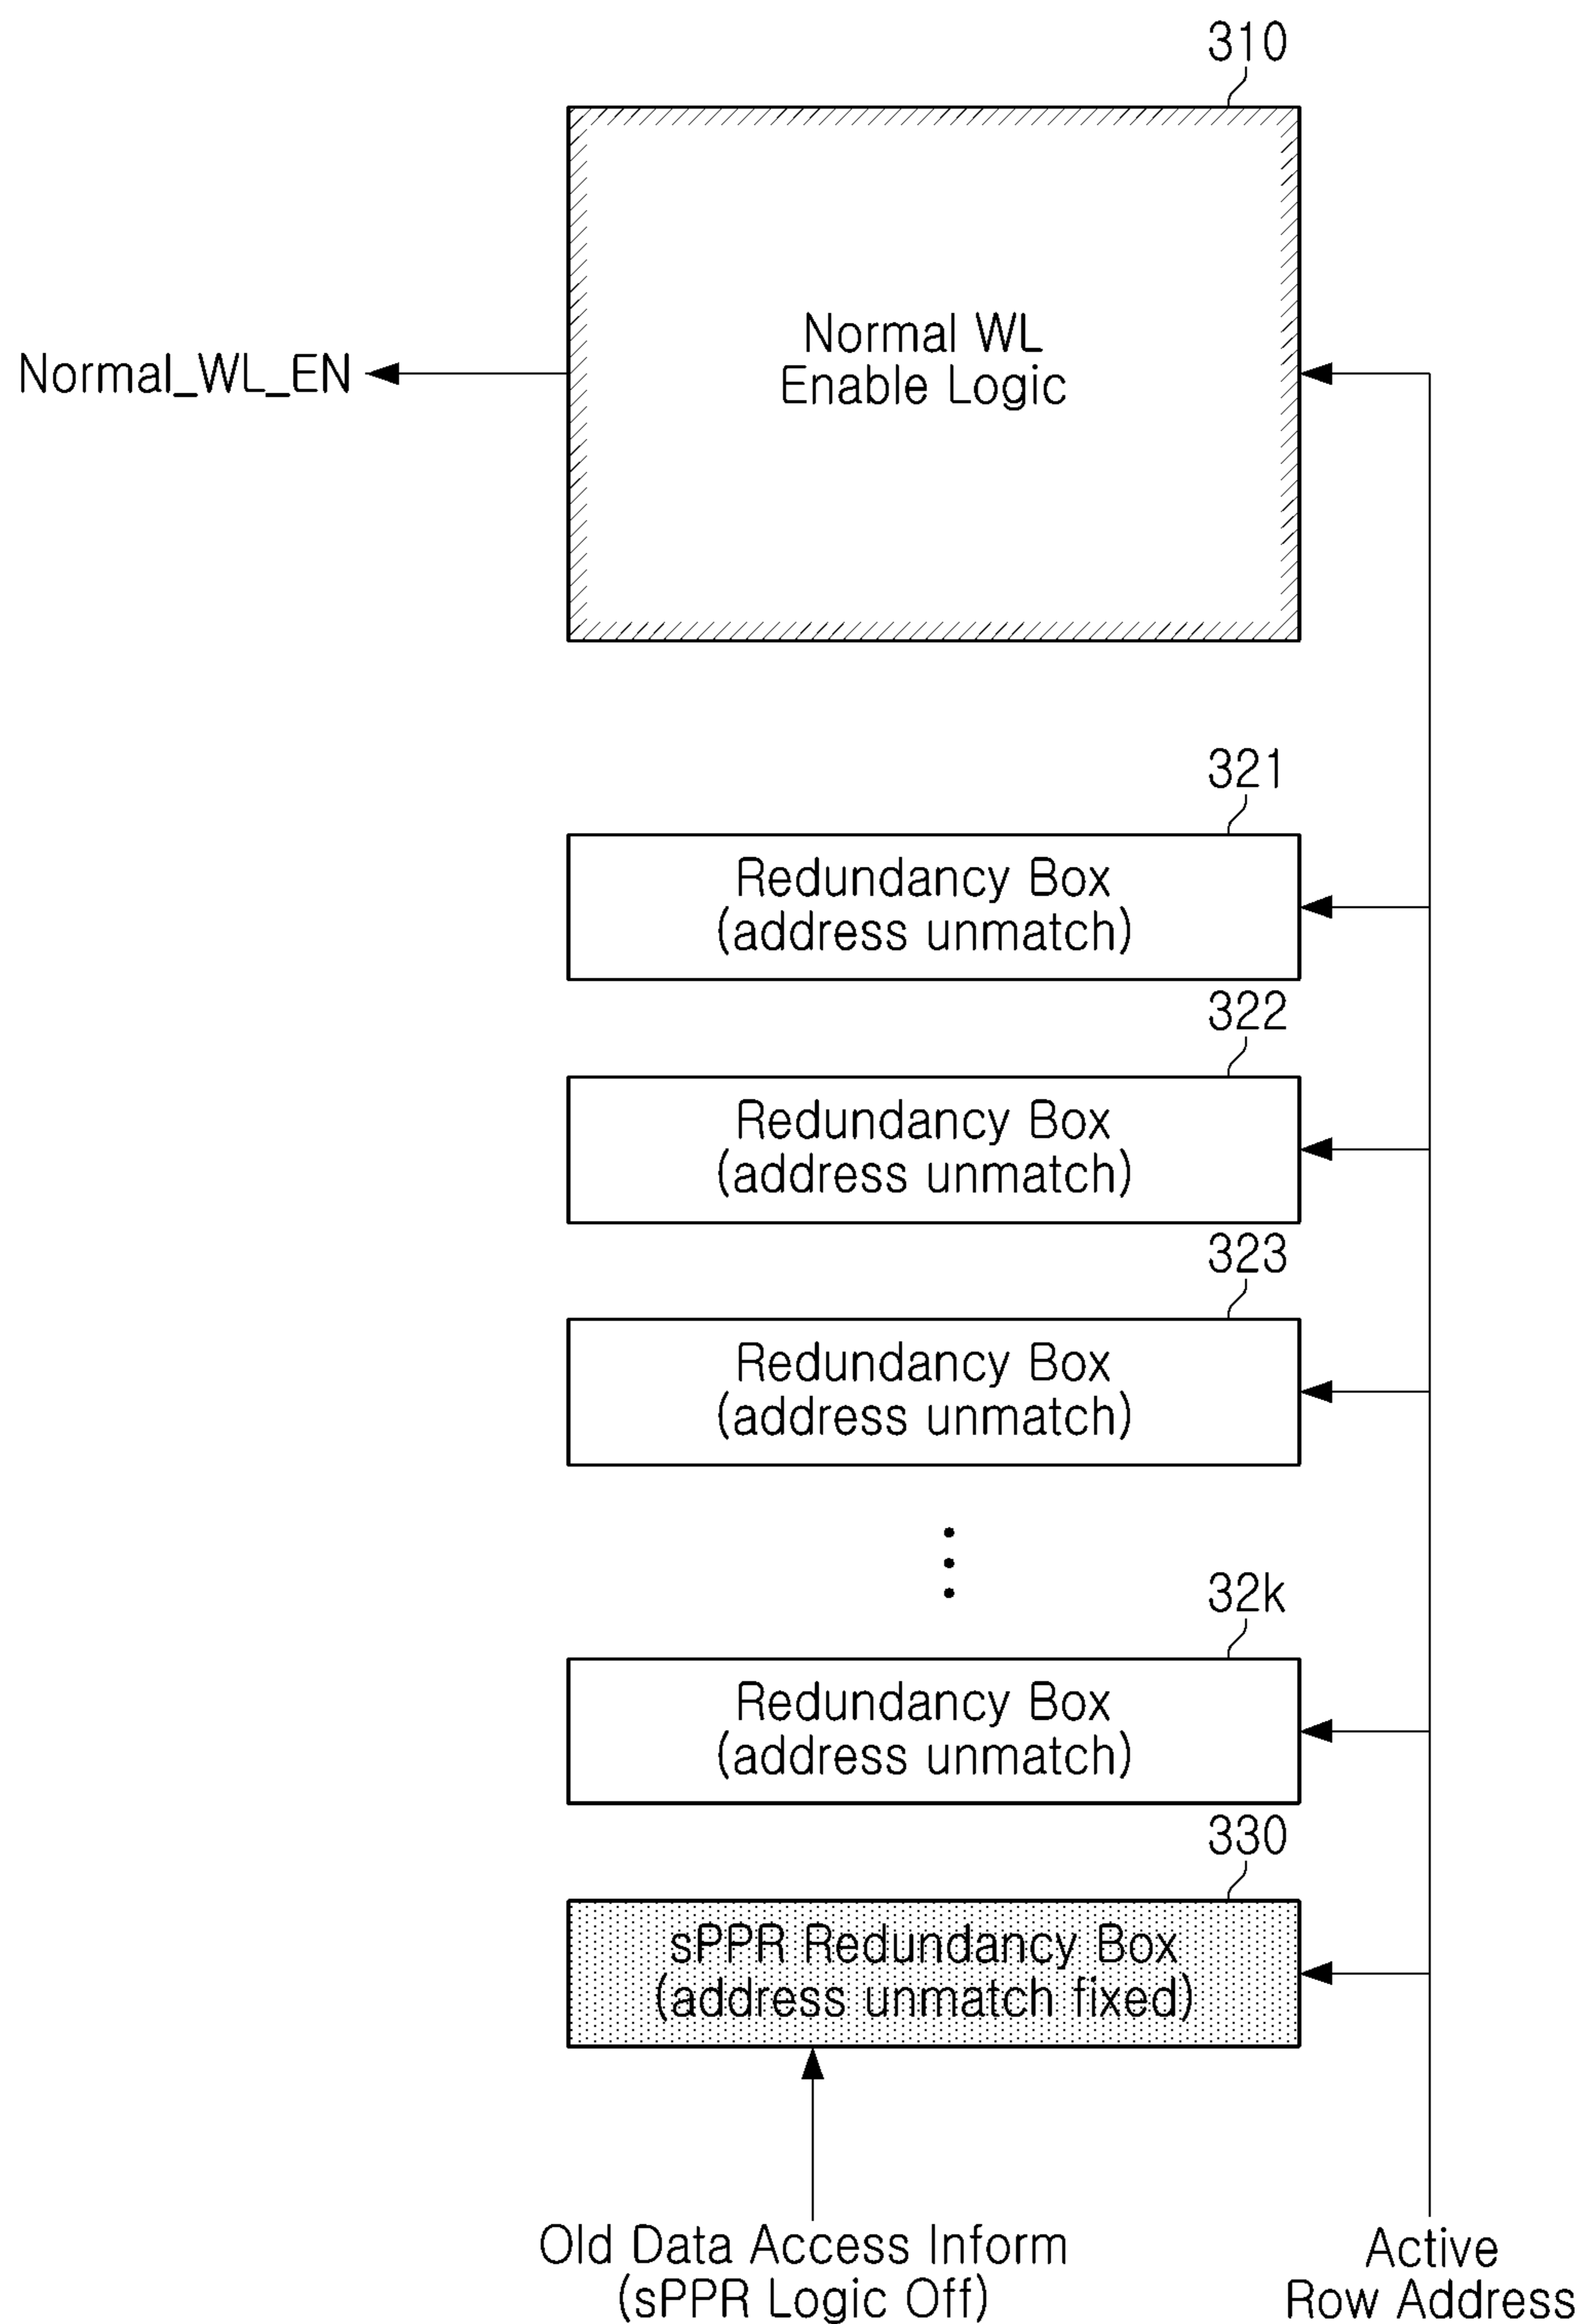 310
Normal WL
Enable Logic
Normal_WL_EN
321
Redundancy Box
(address unmatch)
322
Redundancy Box
(address unmatch)
323
Redundancy Box
(address unmatch)
32k
Redundancy Box
(address unmatch)
330
sPPR Redundancy Box
(address unmatch fixed)
Old Data Access Inform
(sPPR Logic Off)
Active
Row Address